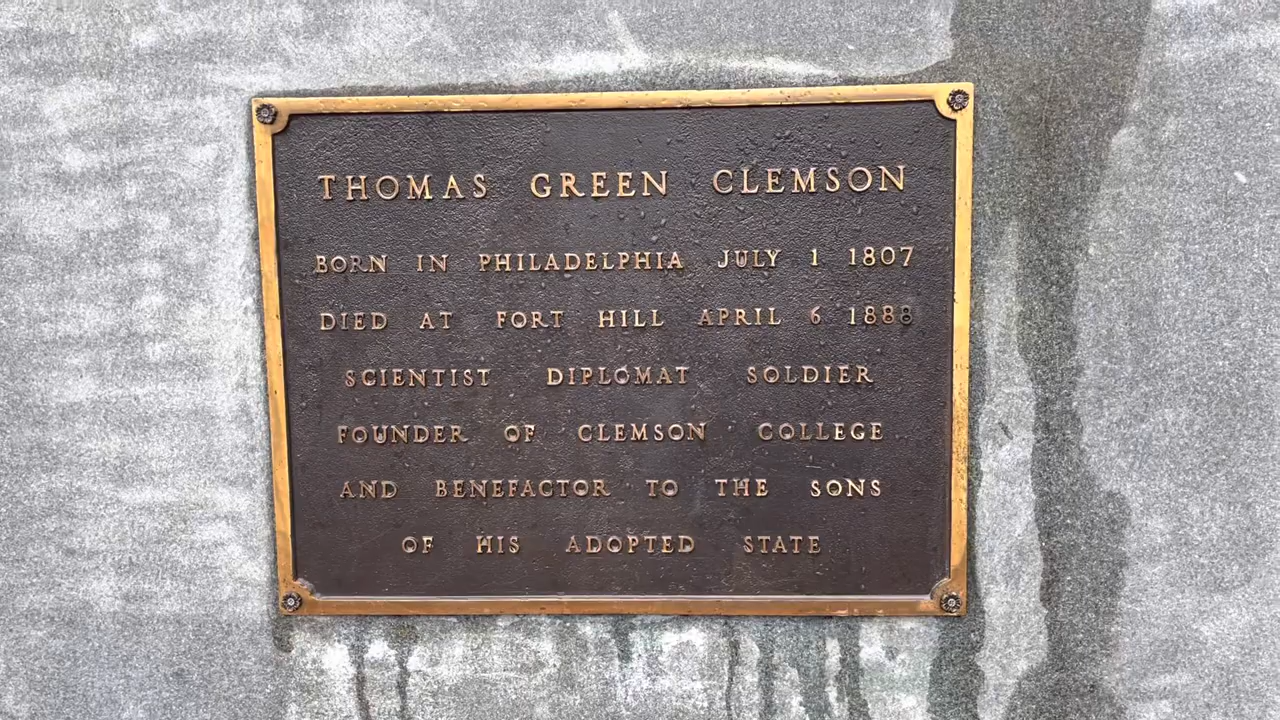 THOMAS GREEN CLEMSON
BORN IN PHILADELPHIA JULY 1 1807
DIED AT FORT HILL APRIL 6 1888
SCIENTIST DIPLOMAT SOLDIER
FOUNDER OF CLEMSON COLLEGE
AND BENEFACTOR TO THE SONS
OF HIS ADOPTED STATE